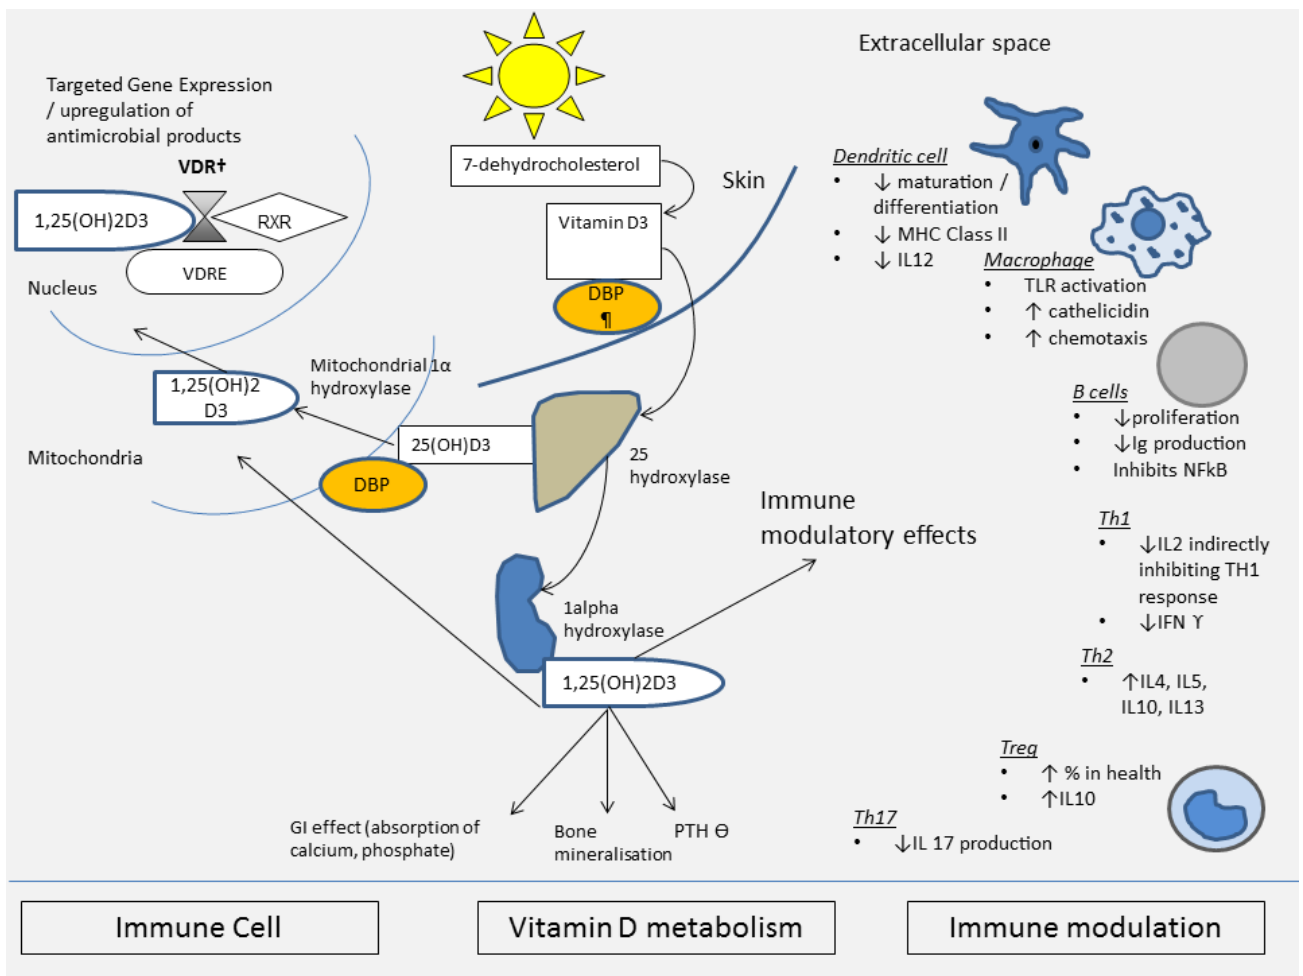 Extracellular space
Targeted Gene Expression
/ upregulation of
antimicrobial products
VDR✝
1,25(OH)2D3
RXR
VDRE
Nucleus
1,25(OH)2
D3
Mitochondrial 1α
hydroxylase
Mitochondria
7-dehydrocholesterol
Skin
Vitamin D3
DBP
¶
25(OH)D3
DBP
25
hydroxylase
Immune
modulatory effects
1alpha
hydroxylase
1,25(OH)2D3
GI effect (absorption of
calcium, phosphate)
Bone
mineralisation
PTH Ө
Dendritic cell
• ↓ maturation /
differentiation
• ↓ MHC Class II
• ↓ IL12
Macrophage
• TLR activation
• ↑ cathelicidin
• ↑ chemotaxis
B cells
• ↓proliferation
• ↓Ig production
• Inhibits NFkB
Th1
• ↓IL2 indirectly
inhibiting TH1
response
• ↓IFN ϒ
Th2
• ↑IL4, IL5,
IL10, IL13
Treg
• ↑ % in health
• ↑IL10
Th17
• ↓IL 17 production
Immune Cell
Vitamin D metabolism
Immune modulation